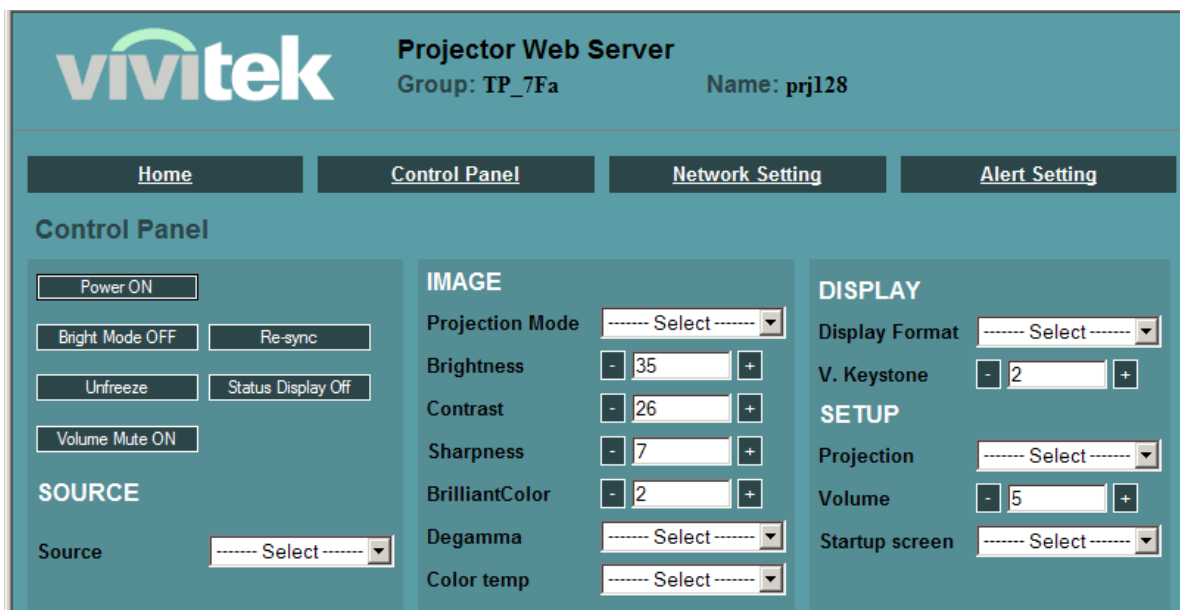 vivitek
Projector Web Server
Group: TP_7Fa Name: prj128
Home Control Panel Network Setting Alert Setting
Control Panel
Power ON
Bright Mode OFF Re-sync
Unfreeze Status Display Off
Volume Mute ON
SOURCE
Source ------- Select -------
IMAGE
Projection Mode ------- Select -------
Brightness - 35 +
Contrast - 26 +
Sharpness - 7 +
BrilliantColor - 2 +
Degamma ------- Select -------
Color temp ------- Select -------
DISPLAY
Display Format ------- Select -------
V. Keystone - 2 +
SETUP
Projection ------- Select -------
Volume - 5 +
Startup screen ------- Select -------